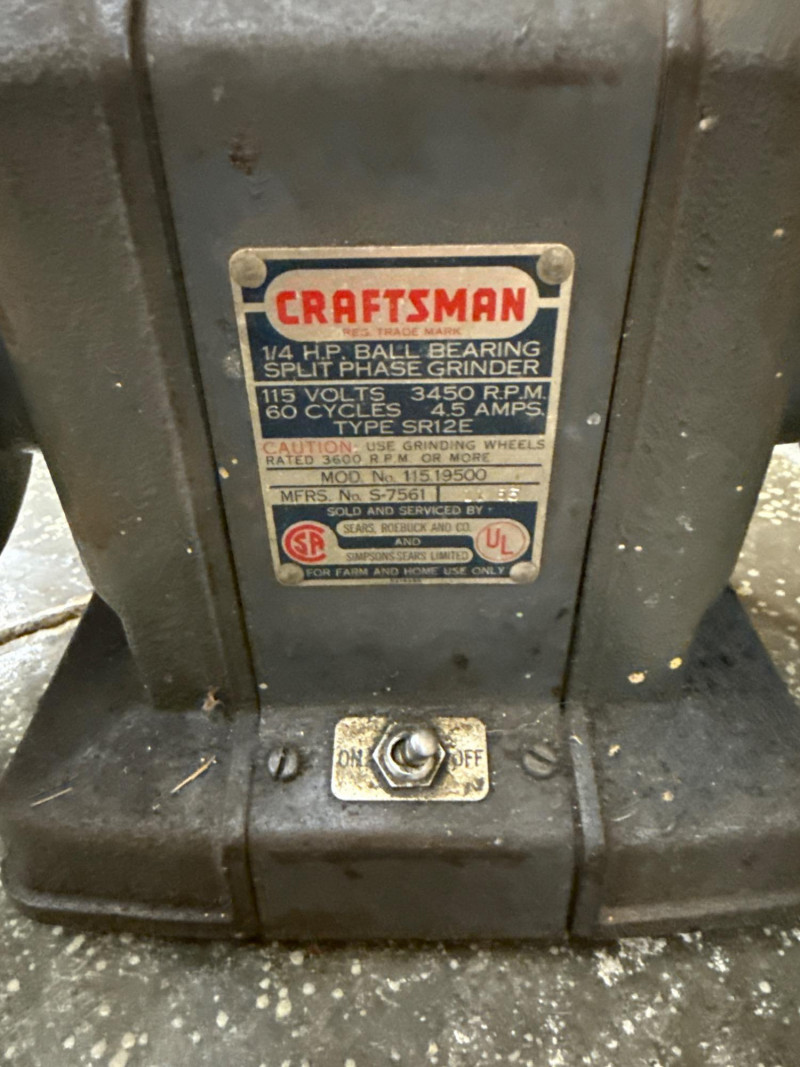 CRAFTSMAN
REG. TRADE MARK
1/4 H.P. BALL BEARING
SPLIT PHASE GRINDER
115 VOLTS 3450 R.P.M.
60 CYCLES 4.5 AMPS.
TYPE SR12E
CAUTION: USE GRINDING WHEELS
RATED 3600 R.P.M. OR MORE
MOD. No. 115.19500
MFRS. No. S-7561
SOLD AND SERVICED BY
SEARS, ROEBUCK AND CO.
AND
SIMPSONS-SEARS LIMITED
SA UL
FOR FARM AND HOME USE ONLY
ON OFF